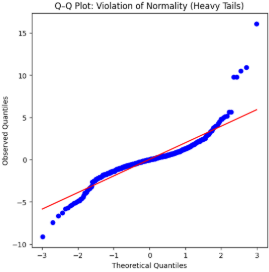 Q–Q Plot: Violation of Normality (Heavy Tails)
15
10
5
0
−5
−10
Observed Quantiles
−3 −2 −1 0 1 2 3
Theoretical Quantiles